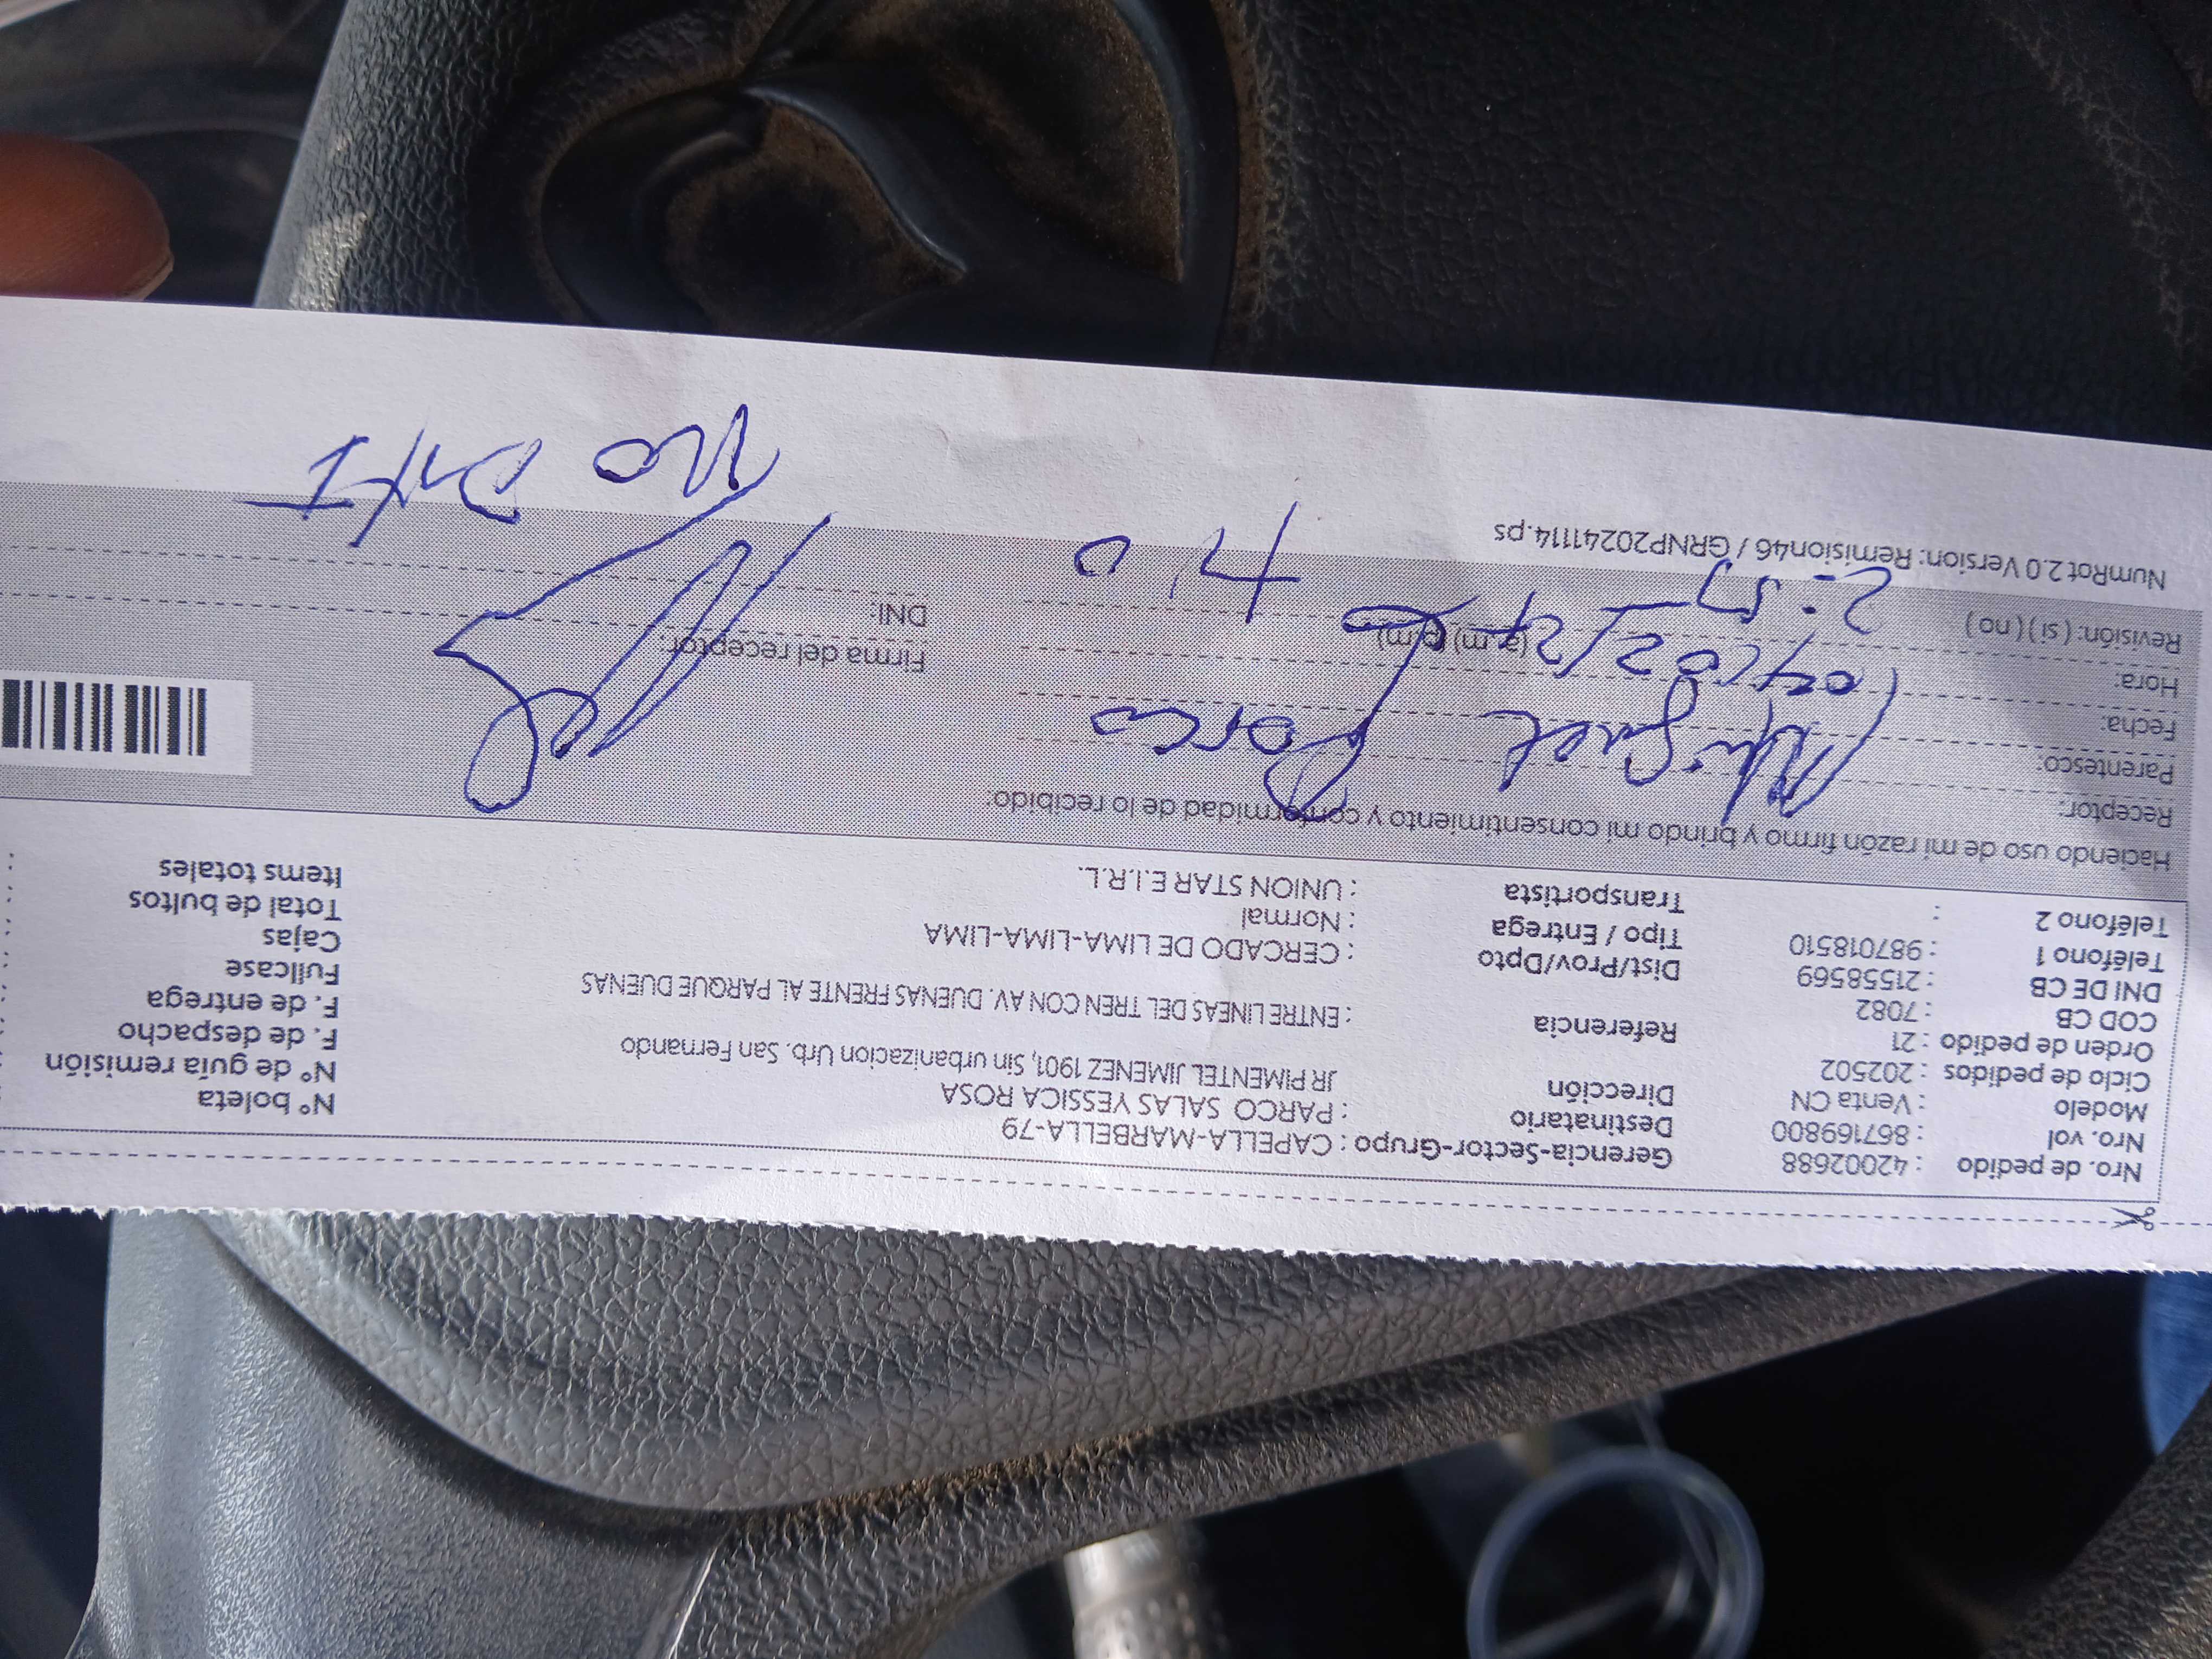 Nro. de pedido : 42002688 Gerencia-Sector-Grupo : CAPELLA-MARBELLA-79
Nro. vol : 867169800 Destinatario : PARCO SALAS YESSICA ROSA Nº boleta
Modelo : Venta CN Dirección JR PIMENTEL JIMENEZ 1901, Sin urbanizacion Urb. San Fernando Nº de guía remisión
Ciclo de pedidos : 202502 F. de despacho
Orden de pedido : 21 Referencia : ENTRE LINEAS DEL TREN CON AV. DUENAS FRENTE AL PARQUE DUENAS F. de entrega
COD CB : 7082 Fullcase
DNI DE CB : 21558569 Dist/Prov/Dpto : CERCADO DE LIMA-LIMA-LIMA Cajas
Teléfono 1 : 987018510 Tipo / Entrega : Normal Total de bultos
Teléfono 2 : Transportista : UNION STAR E.I.R.L. Items totales
Haciendo uso de mi razón firmo y brindo mi consentimiento y conformidad de lo recibido:
Receptor: Miguel Parco
Parentesco:
Fecha: Firma del receptor:
Hora: (a.m) (p.m) DNI:
Revisión: ( si ) ( no )
NumRot 2.0 Version: Remision46 / GRNP20241114.ps
No